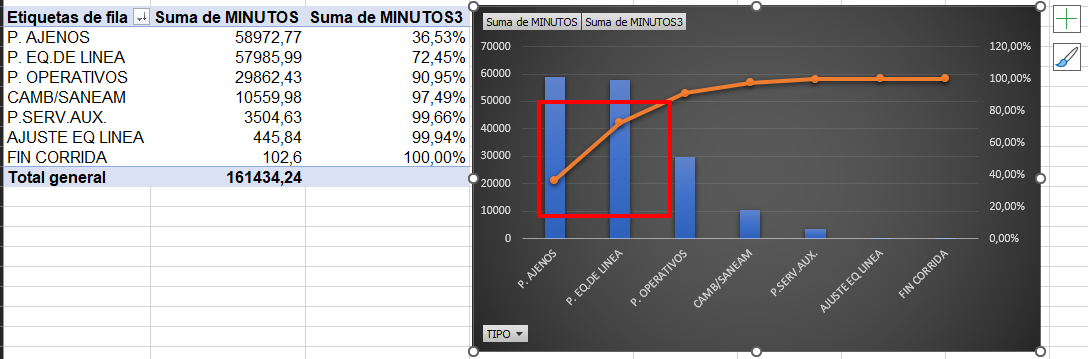 Etiquetas de fila Suma de MINUTOS Suma de MINUTOS3
P. AJENOS 58972,77 36,53%
P. EQ.DE LINEA 57985,99 72,45%
P. OPERATIVOS 29862,43 90,95%
CAMB/SANEAM 10559,98 97,49%
P.SERV.AUX. 3504,63 99,66%
AJUSTE EQ LINEA 445,84 99,94%
FIN CORRIDA 102,6 100,00%
Total general 161434,24
Suma de MINUTOS Suma de MINUTOS3
70000 120,00%
60000 100,00%
50000 80,00%
40000 60,00%
30000 40,00%
20000 20,00%
10000 0,00%
0
P. AJENOS
P. EQ.DE LINEA
P. OPERATIVOS
CAMB/SANEAM
P.SERV.AUX.
AJUSTE EQ LINEA
FIN CORRIDA
TIPO